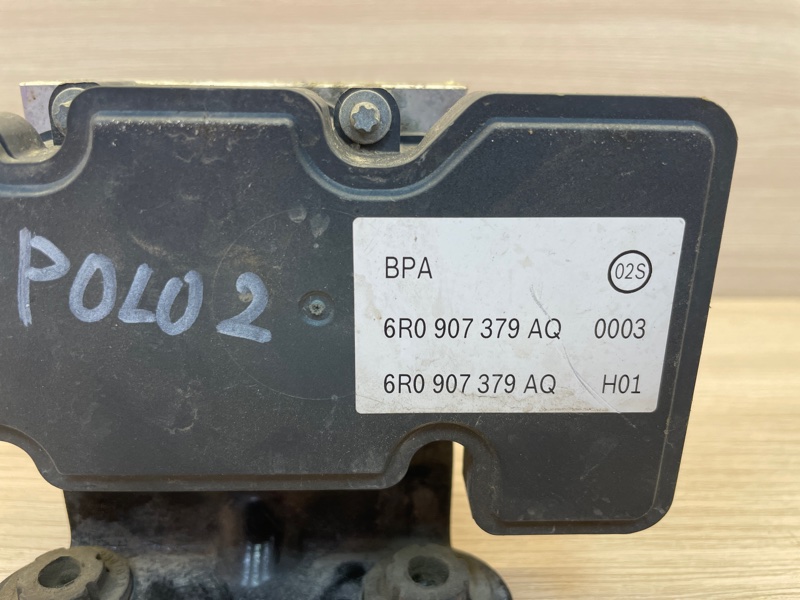 POLO 2
BPA 02S
6R0 907 379 AQ 0003
6R0 907 379 AQ H01